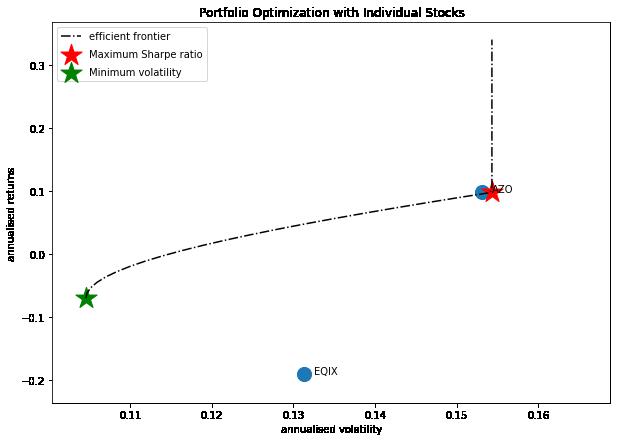 Portfolio Optimization with Individual Stocks
efficient frontier
Maximum Sharpe ratio
Minimum volatility
annualised returns
0.3
0.2
0.1
0.0
−0.1
−0.2
AZO
EQIX
0.11 0.12 0.13 0.14 0.15 0.16
annualised volatility